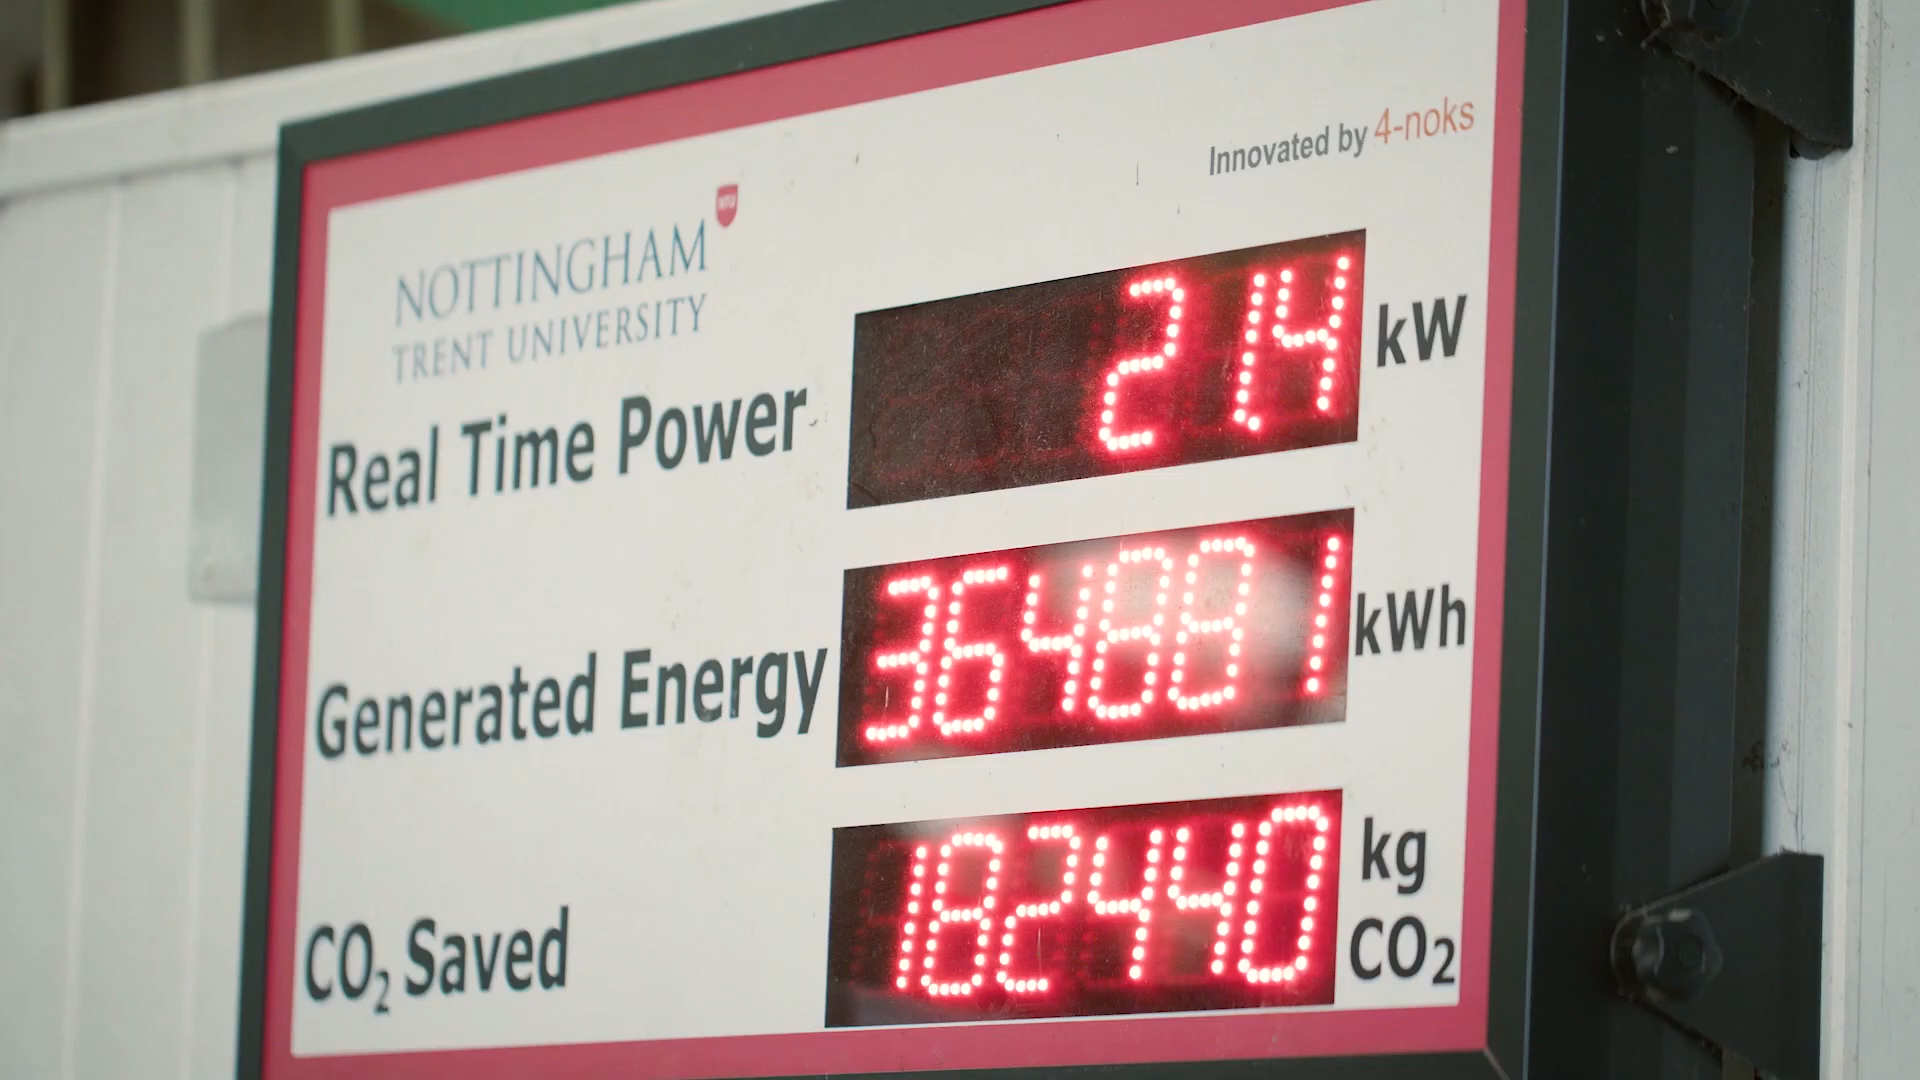 NTU
NOTTINGHAM
TRENT UNIVERSITY
Innovated by 4-noks
Real Time Power 21.4 kW
Generated Energy 364881 kWh
CO₂ Saved 182440 kg CO₂